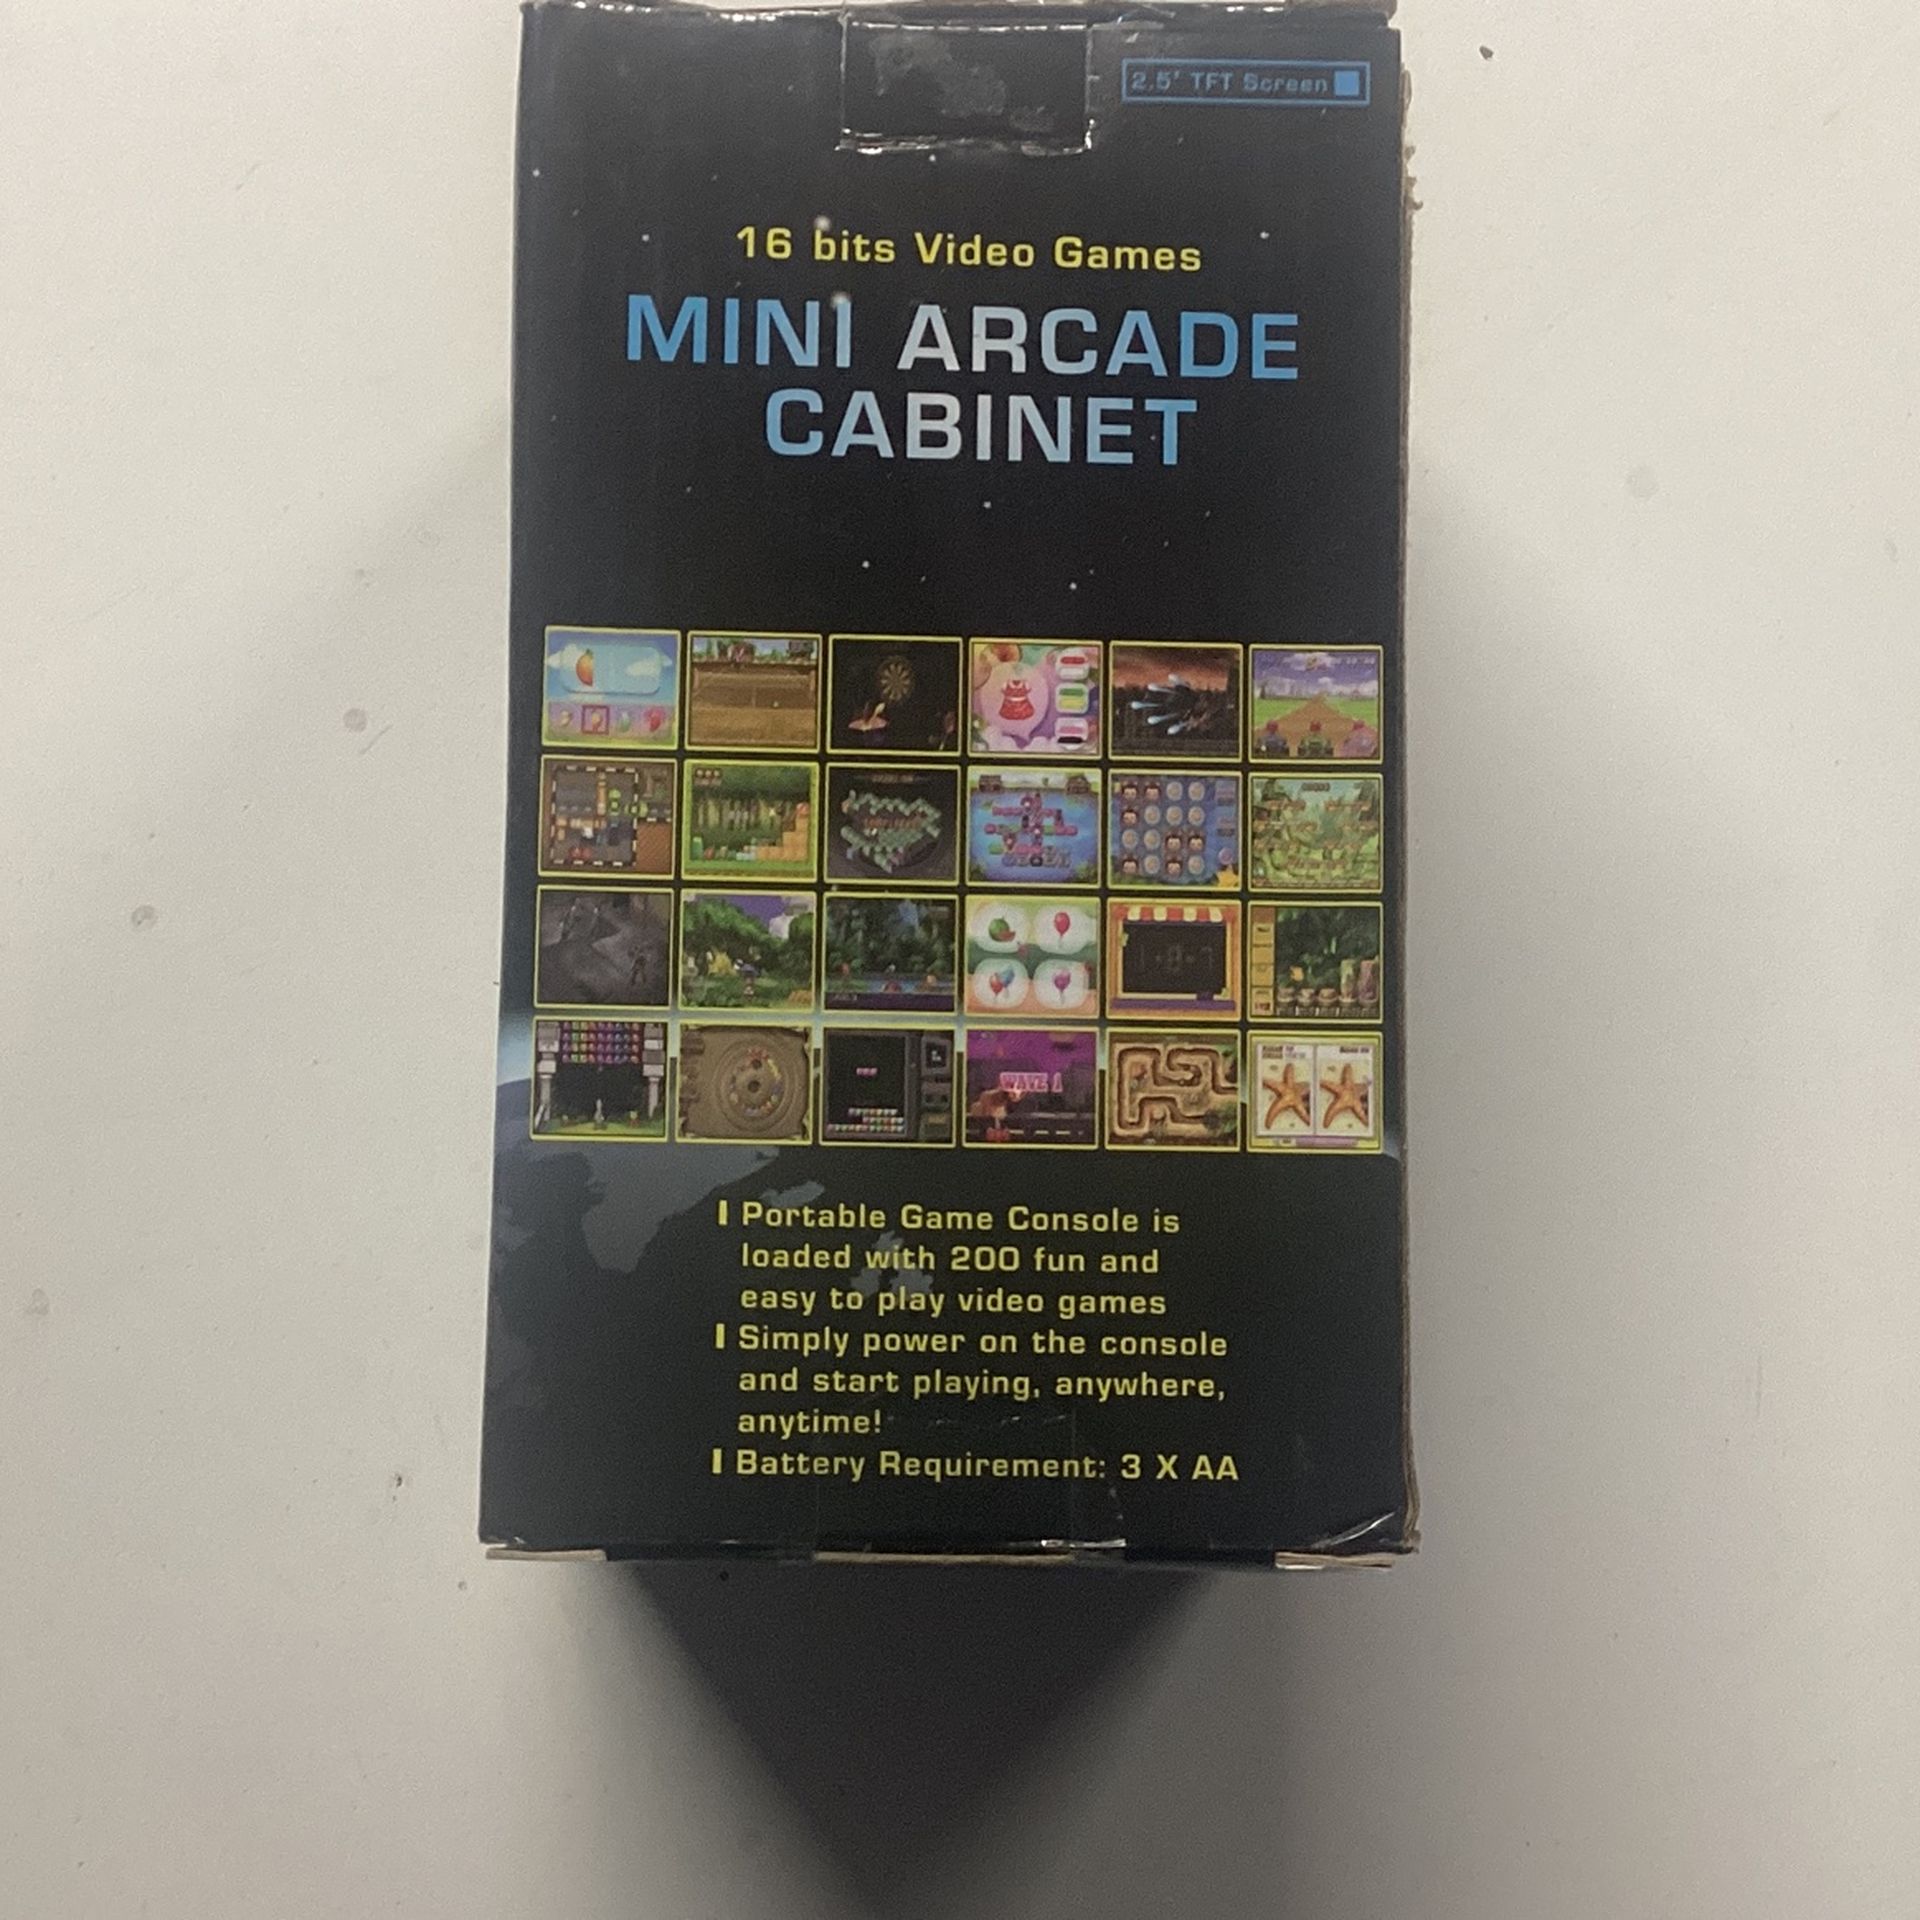 2.5' TFT Screen
16 bits Video Games
MINI ARCADE
CABINET
WAVE 1
Portable Game Console is
loaded with 200 fun and
easy to play video games
Simply power on the console
and start playing, anywhere,
anytime!
Battery Requirement: 3 X AA